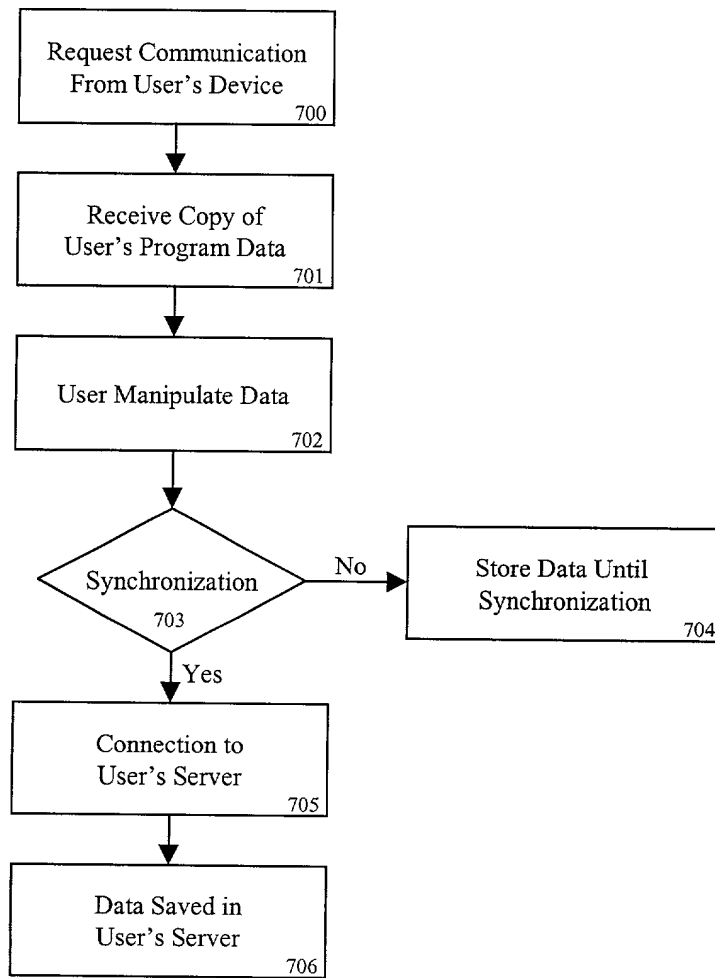 Request Communication
From User's Device
700
Receive Copy of
User's Program Data
701
User Manipulate Data
702
Synchronization
703
No
Store Data Until
Synchronization
704
Yes
Connection to
User's Server
705
Data Saved in
User's Server
706